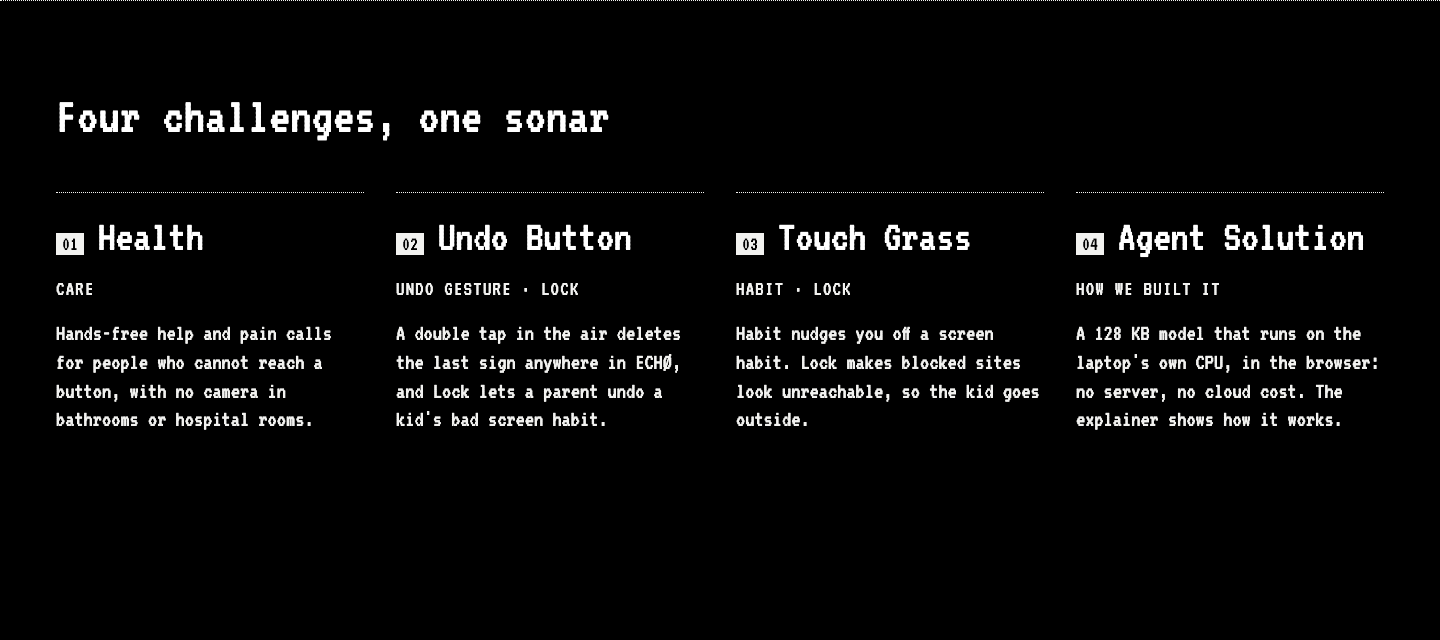 Four challenges, one sonar
01 Health
CARE
Hands-free help and pain calls
for people who cannot reach a
button, with no camera in
bathrooms or hospital rooms.
02 Undo Button
UNDO GESTURE · LOCK
A double tap in the air deletes
the last sign anywhere in ECHØ,
and Lock lets a parent undo a
kid's bad screen habit.
03 Touch Grass
HABIT · LOCK
Habit nudges you off a screen
habit. Lock makes blocked sites
look unreachable, so the kid goes
outside.
04 Agent Solution
HOW WE BUILT IT
A 128 KB model that runs on the
laptop's own CPU, in the browser:
no server, no cloud cost. The
explainer shows how it works.